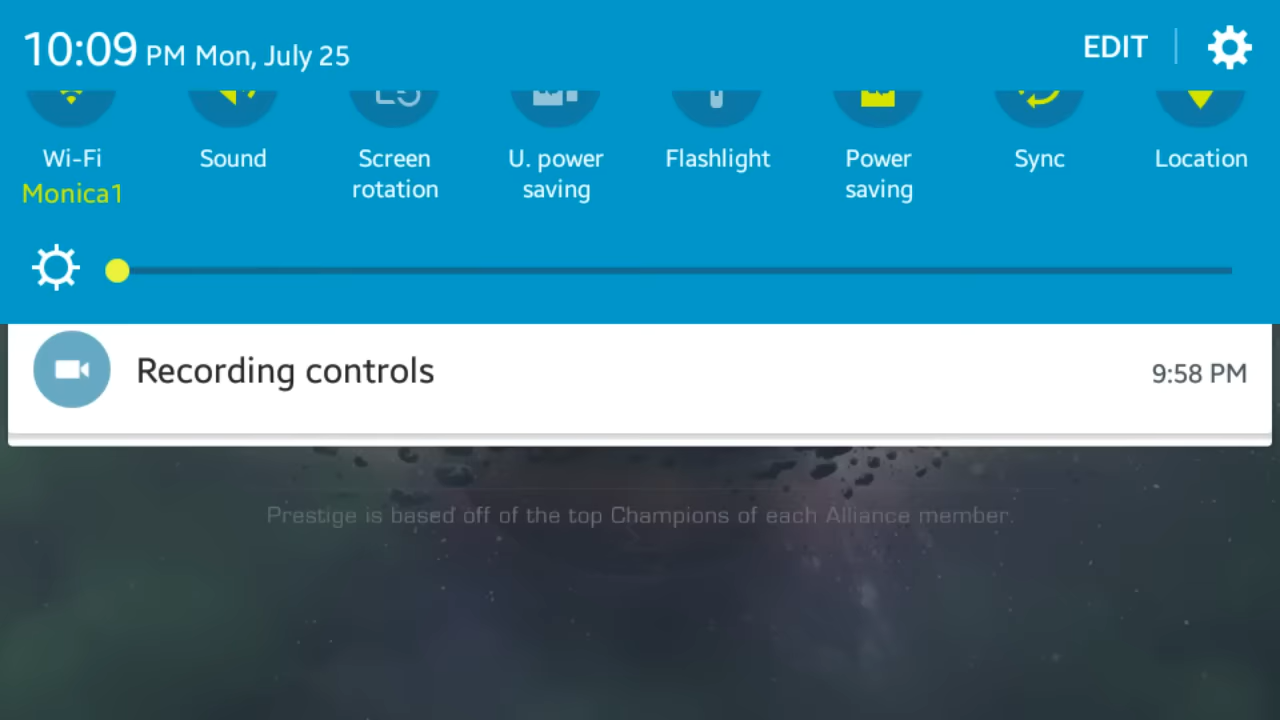 10:09 PM Mon, July 25
EDIT
Wi-Fi
Monica1
Sound
Screen
rotation
U. power
saving
Flashlight
Power
saving
Sync
Location
Recording controls
9:58 PM
Prestige is based off of the top Champions of each Alliance member.